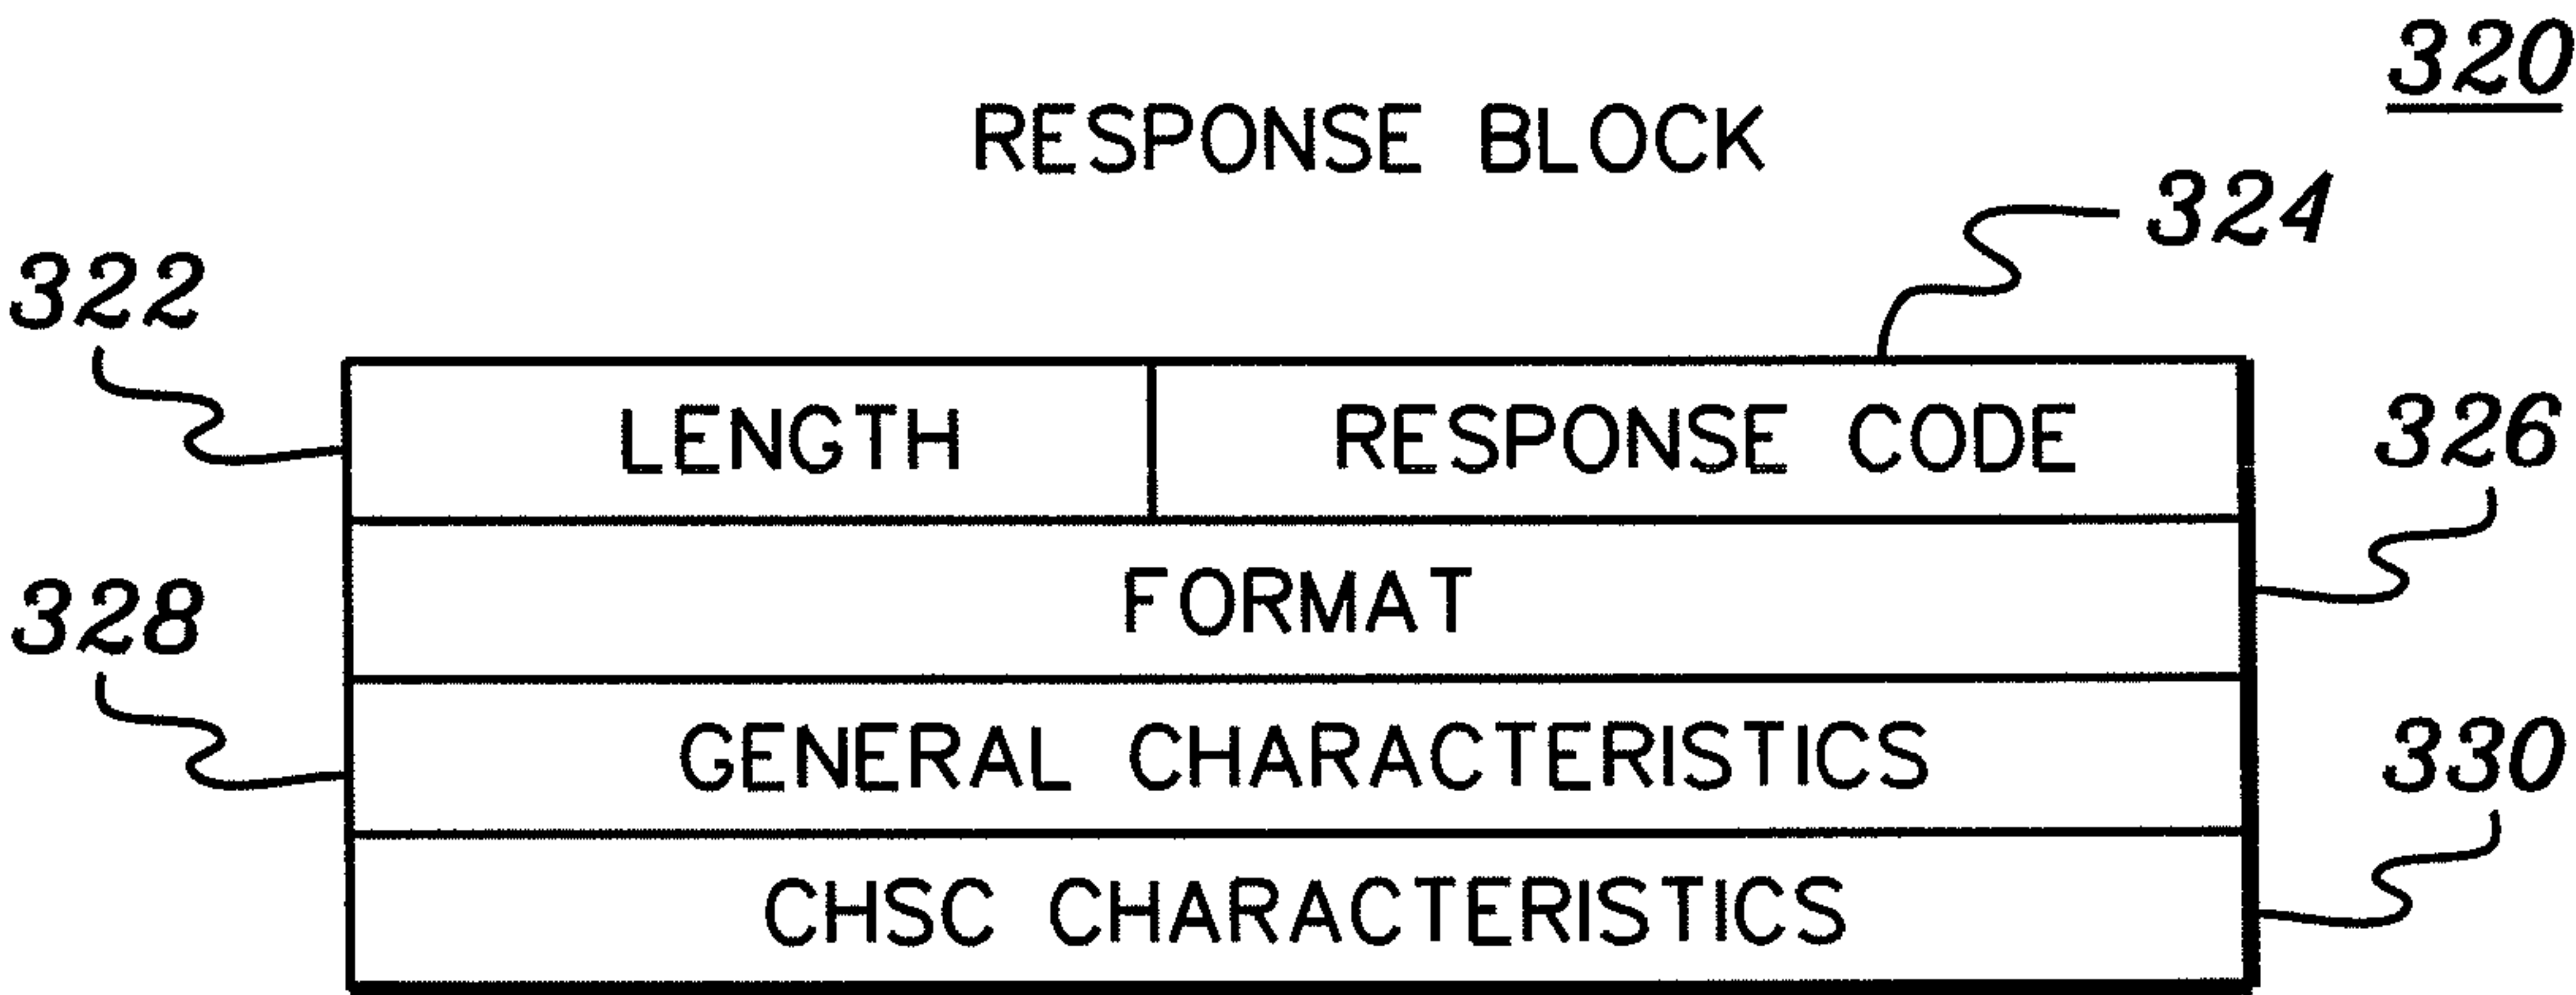 320
RESPONSE BLOCK
324
322
LENGTH RESPONSE CODE
326
FORMAT
328
GENERAL CHARACTERISTICS
330
CHSC CHARACTERISTICS